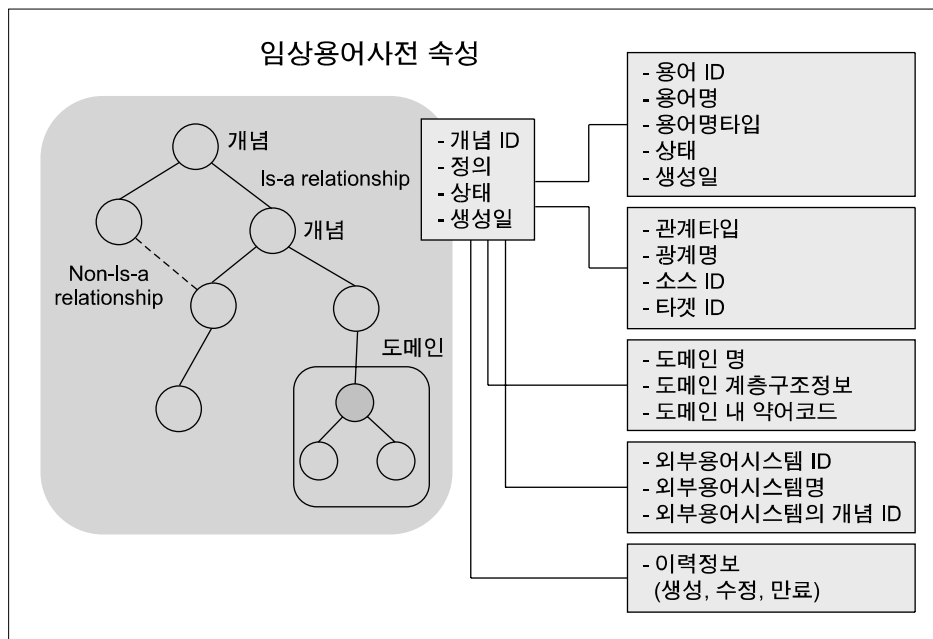 임상용어사전 속성
개념
Is-a relationship
개념
Non-Is-a
relationship
도메인
- 개념 ID
- 정의
- 상태
- 생성일
- 용어 ID
- 용어명
- 용어명타입
- 상태
- 생성일
- 관계타입
- 광계명
- 소스 ID
- 타겟 ID
- 도메인 명
- 도메인 계층구조정보
- 도메인 내 약어코드
- 외부용어시스템 ID
- 외부용어시스템명
- 외부용어시스템의 개념 ID
- 이력정보
(생성, 수정, 만료)